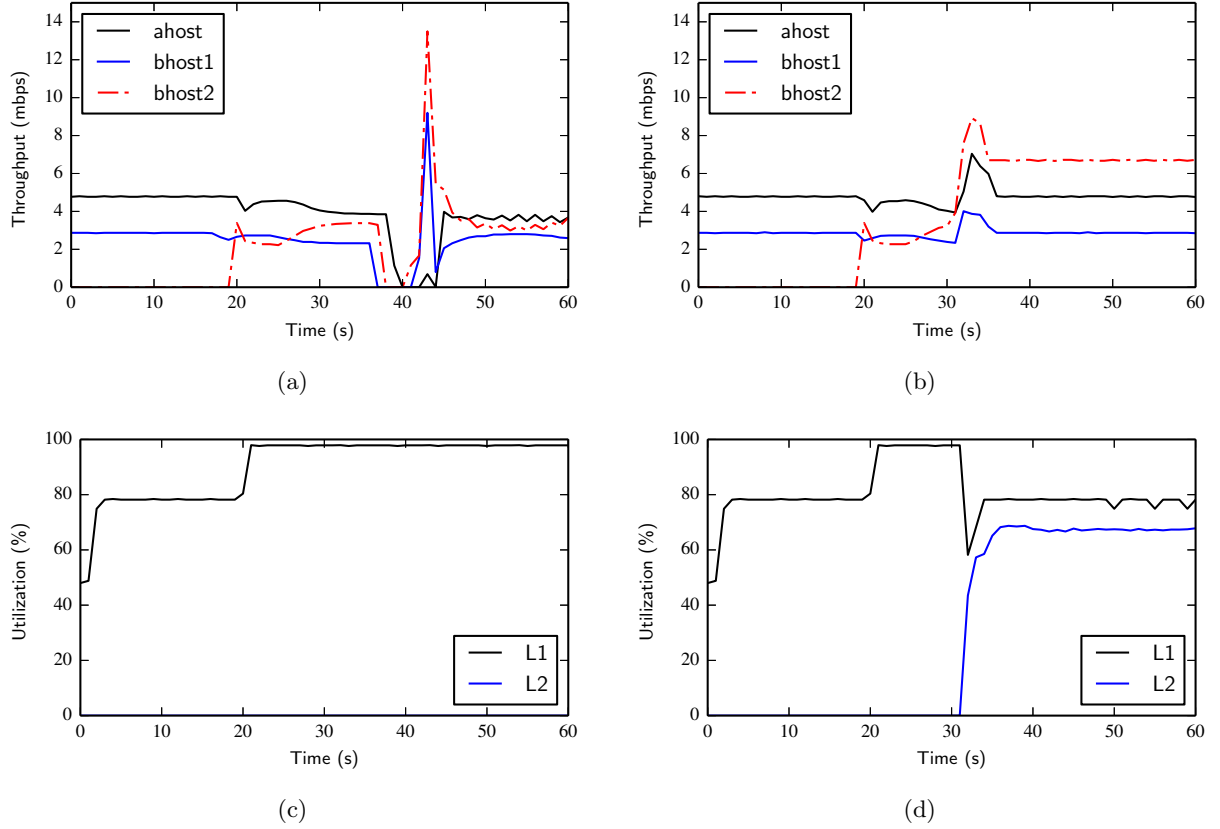 14
12
10
8
6
4
2
0
Throughput (mbps)
ahost
bhost1
bhost2
0 10 20 30 40 50 60
Time (s)
(a)
14
12
10
8
6
4
2
0
Throughput (mbps)
ahost
bhost1
bhost2
0 10 20 30 40 50 60
Time (s)
(b)
100
80
60
40
20
0
Utilization (%)
L1
L2
0 10 20 30 40 50 60
Time (s)
(c)
100
80
60
40
20
0
Utilization (%)
L1
L2
0 10 20 30 40 50 60
Time (s)
(d)